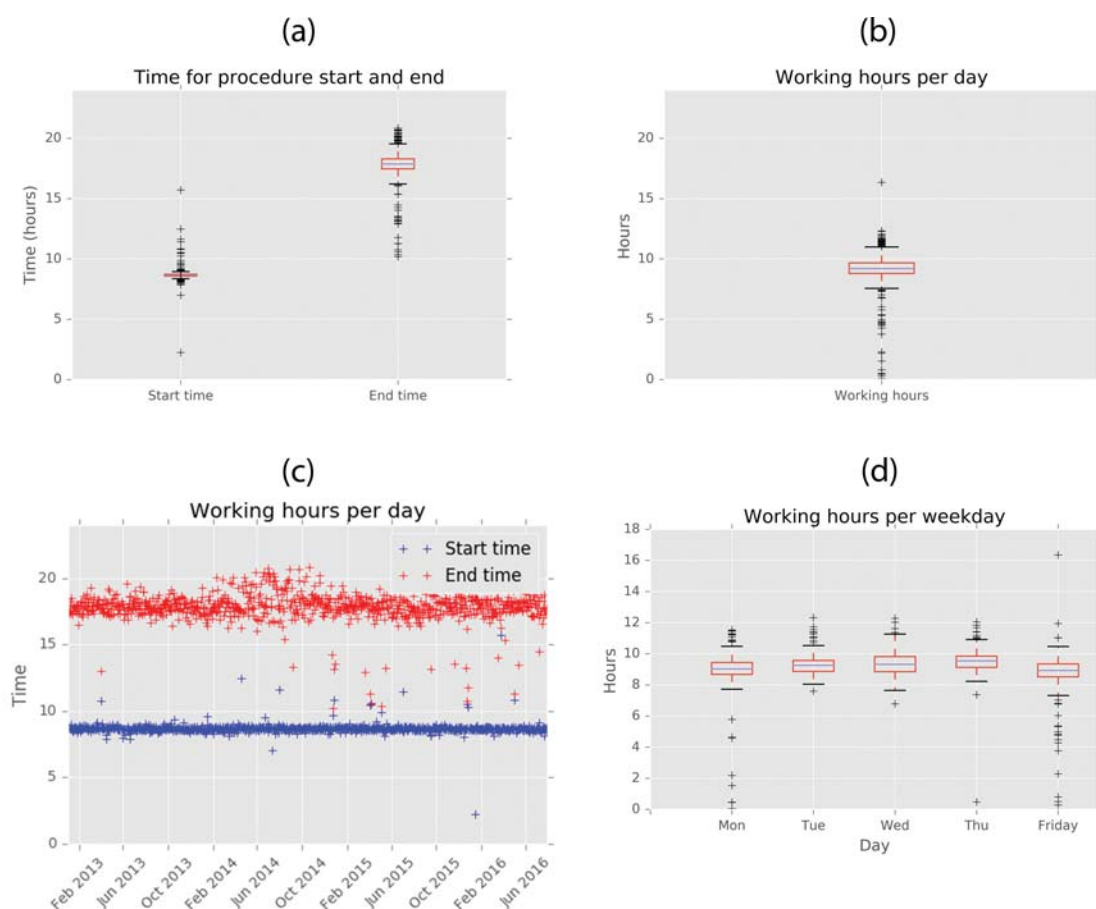 (a)
Time for procedure start and end
20
15
10
5
0
Time (hours)
Start time
End time
(b)
Working hours per day
20
15
10
5
0
Hours
Working hours
(c)
Working hours per day
Start time
End time
20
15
10
5
0
Time
Feb 2013
Jun 2013
Oct 2013
Feb 2014
Jun 2014
Oct 2014
Feb 2015
Jun 2015
Oct 2015
Feb 2016
Jun 2016
(d)
Working hours per weekday
18
16
14
12
10
8
6
4
2
0
Hours
Mon
Tue
Wed
Thu
Friday
Day